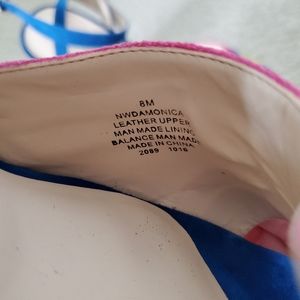 8M
NWDAMONICA
LEATHER UPPER
MAN MADE LINING
BALANCE MAN MADE
MADE IN CHINA
2089 1016